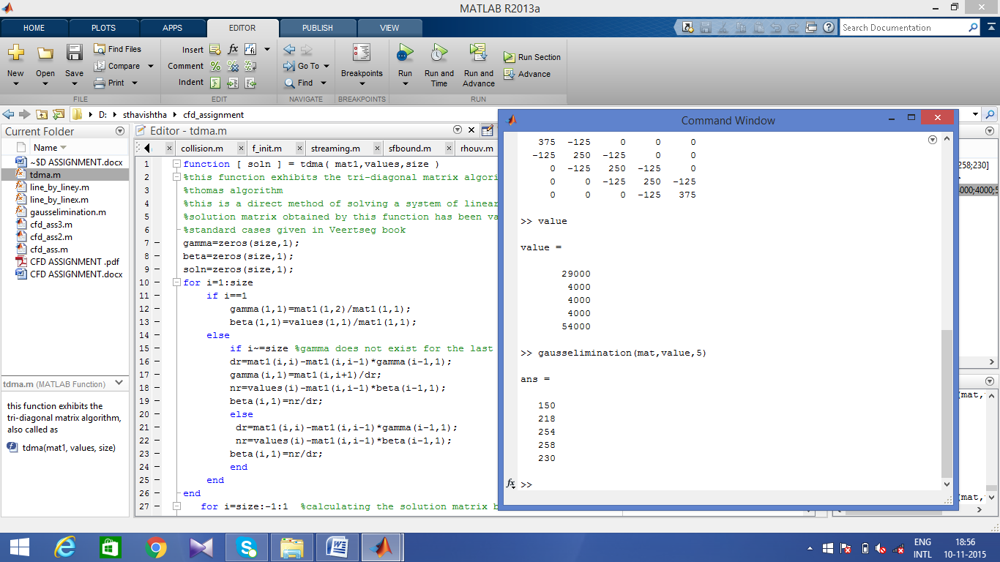 MATLAB R2013a
HOME PLOTS APPS EDITOR PUBLISH VIEW Search Documentation
New Open Save Find Files Compare Print
Insert fx
Comment
Indent
Go To Find
Breakpoints
Run Run and Time Run and Advance Run Section Advance
FILE EDIT NAVIGATE BREAKPOINTS RUN
D: sthavishtha cfd_assignment
Current Folder
Name
~$D ASSIGNMENT.docx
tdma.m
line_by_liney.m
line_by_linex.m
gausselimination.m
cfd_ass3.m
cfd_ass2.m
cfd_ass.m
CFD ASSIGNMENT .pdf
CFD ASSIGNMENT.docx
tdma.m (MATLAB Function)
this function exhibits the
tri-diagonal matrix algorithm,
also called as
tdma(mat1, values, size)
Editor - tdma.m
collision.m f_init.m streaming.m sfbound.m rhouv.m
1 function [ soln ] = tdma( mat1,values,size )
2 %this function exhibits the tri-diagonal matrix algori
3 %thomas algorithm
4 %this is a direct method of solving a system of linear
5 %solution matrix obtained by this function has been va
6 %standard cases given in Veertseg book
7 gamma=zeros(size,1);
8 beta=zeros(size,1);
9 soln=zeros(size,1);
10 for i=1:size
11 if i==1
12 gamma(1,1)=mat1(1,2)/mat1(1,1);
13 beta(1,1)=values(1,1)/mat1(1,1);
14 else
15 if i~=size %gamma does not exist for the last
16 dr=mat1(i,i)-mat1(i,i-1)*gamma(i-1,1);
17 gamma(i,1)=mat1(i,i+1)/dr;
18 nr=values(i)-mat1(i,i-1)*beta(i-1,1);
19 beta(i,1)=nr/dr;
20 else
21 dr=mat1(i,i)-mat1(i,i-1)*gamma(i-1,1);
22 nr=values(i)-mat1(i,i-1)*beta(i-1,1);
23 beta(i,1)=nr/dr;
24 end
25 end
26 end
27 for i=size:-1:1 %calculating the solution matrix b
Command Window
375 -125 0 0 0
-125 250 -125 0 0
0 -125 250 -125 0
0 0 -125 250 -125
0 0 0 -125 375
>> value
value =
29000
4000
4000
4000
54000
>> gausselimination(mat,value,5)
ans =
150
218
254
258
230
fx >>
258;230]
4000;4000;5
(mat,
(mat,
ENG
INTL
18:56
10-11-2015